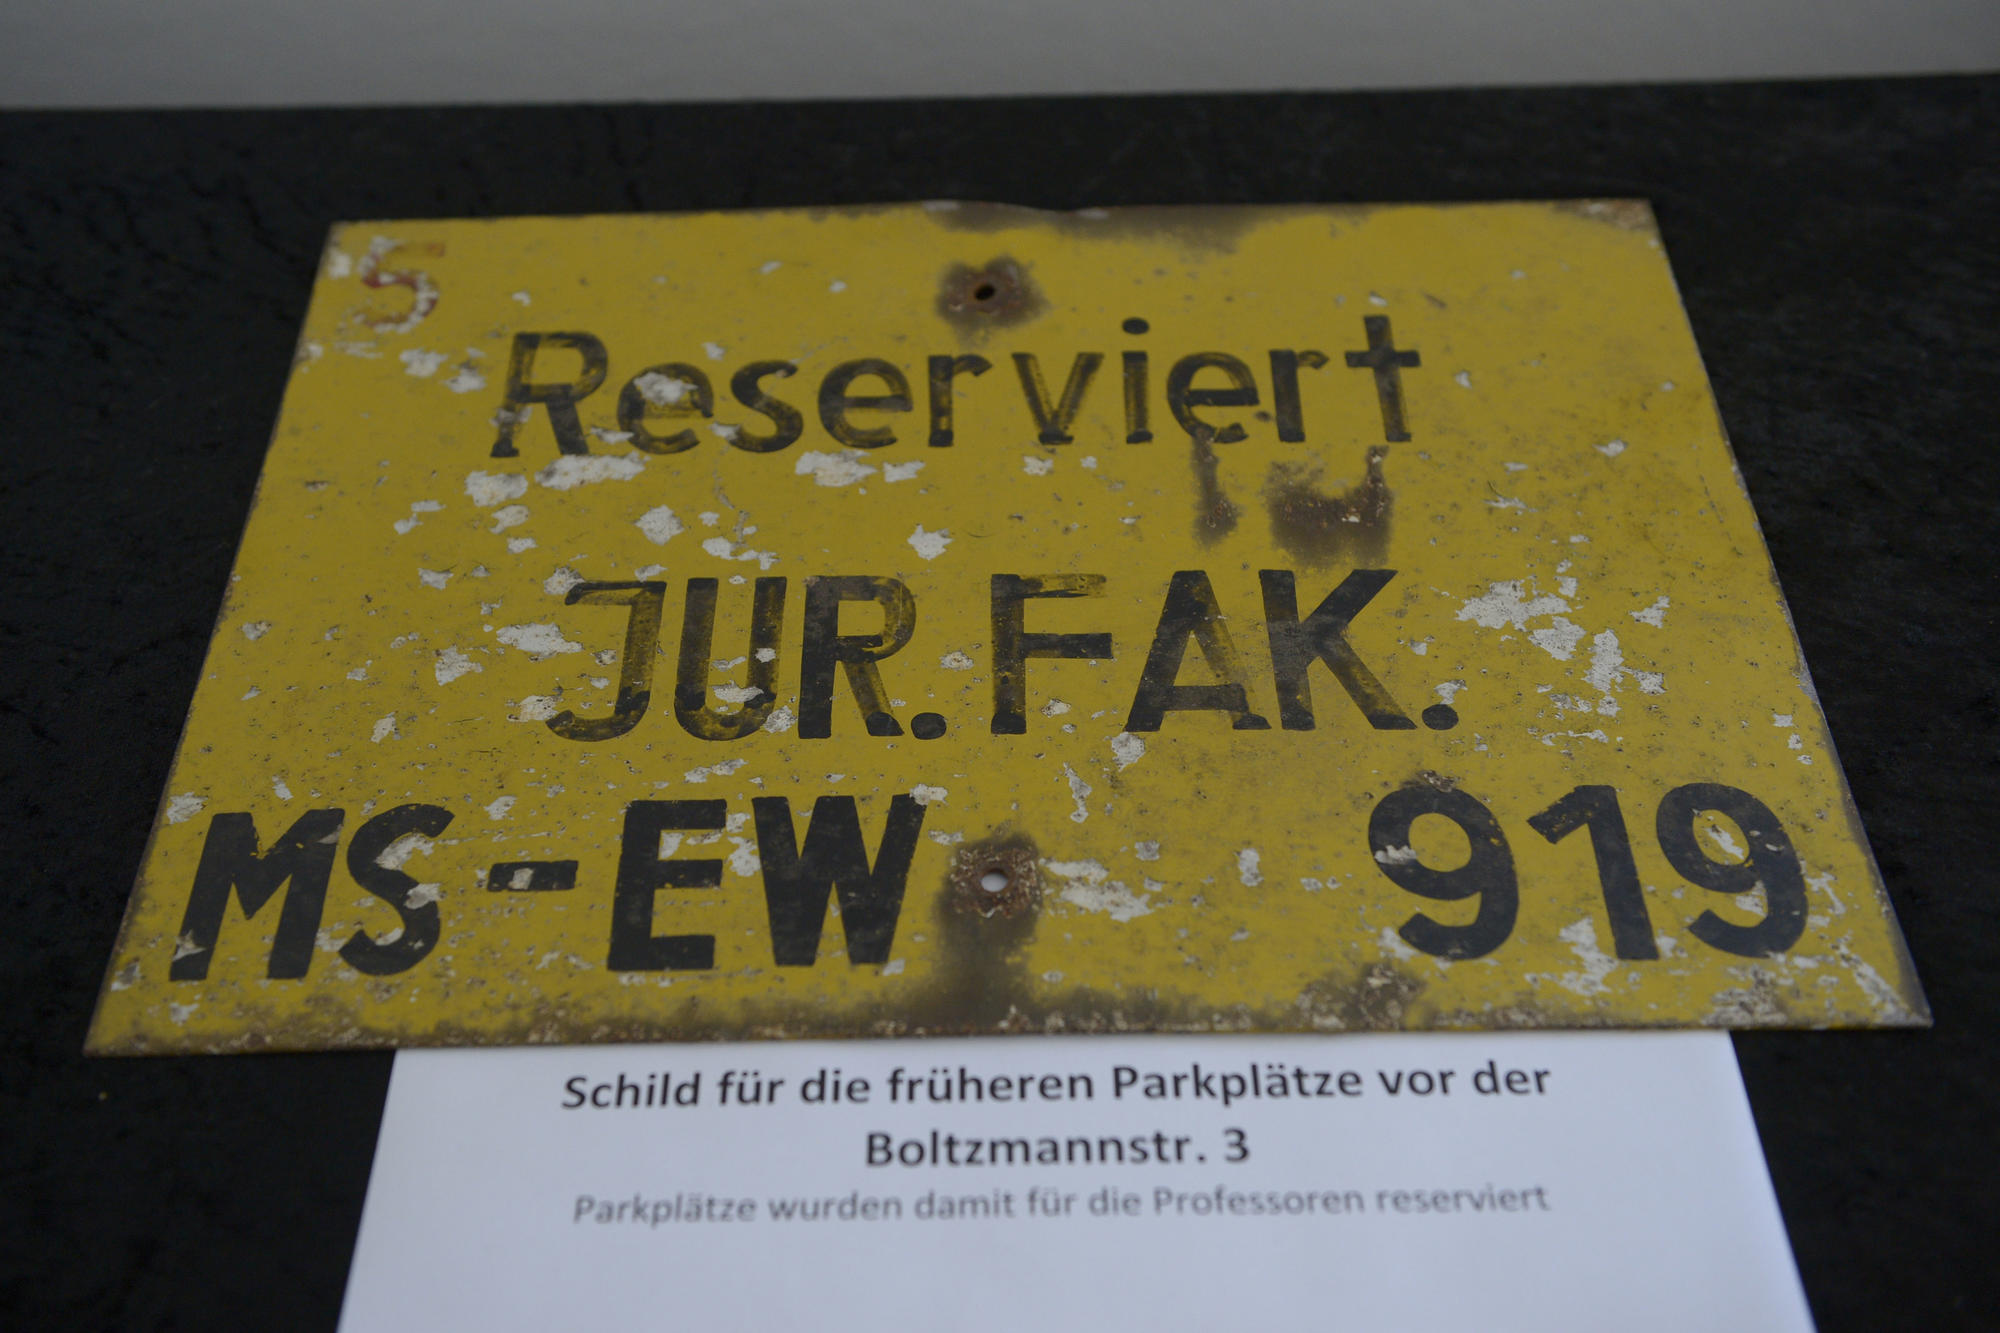 5
Reserviert
JUR. FAK.
MS-EW 919
Schild für die früheren Parkplätze vor der
Boltzmannstr. 3
Parkplätze wurden damit für die Professoren reserviert